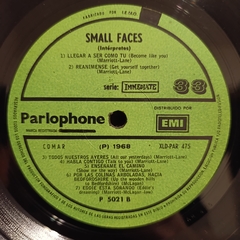 SMALL FACES
(Intérpretes)
1) LLEGAR A SER COMO TU (Become like you)
(Marriott-Lane)
2) REANIMENSE (Get yourself together)
(Marriott-Lane)
serie: IMMEDIATE 33
Parlophone
MARCA REGISTRADA
DISTRIBUIDO POR
EMI
COMAR (P) 1968 XLD-PAR 475
3) TODOS NUESTROS AYERES (All our yesterdays) (Marriott-Lane)
4) HABLA CONTIGO (Talk to you) (Marriott-Lane)
5) ENSEÑAME EL CAMINO
(Show me the way) (Marriott-Lane)
6) POR LAS COLINAS ARBOLADAS, HACIA
BEDFORDSHIRE (Up the wooden hills
to Bedfordshire) (McLagan)
7) EDDIE ESTA SOÑANDO (Eddie's
dreaming) (Marriott-McLagan-Lane)
P 5021 B